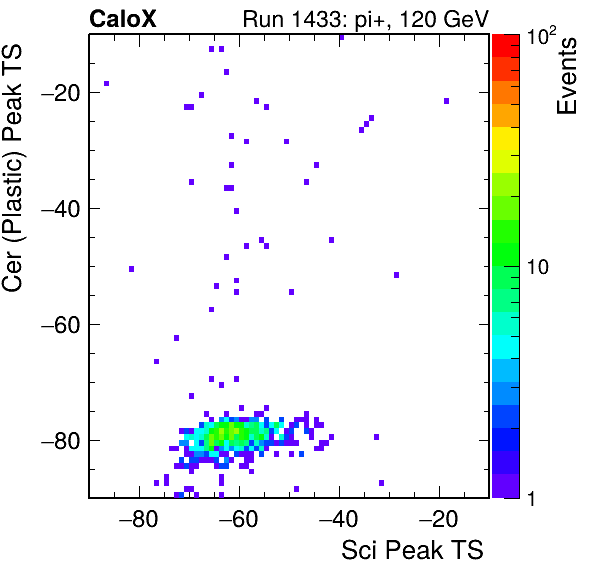 CaloX Run 1433: pi+, 120 GeV
Cer (Plastic) Peak TS
−20
−40
−60
−80
−80 −60 −40 −20
Sci Peak TS
10²
10
1
Events